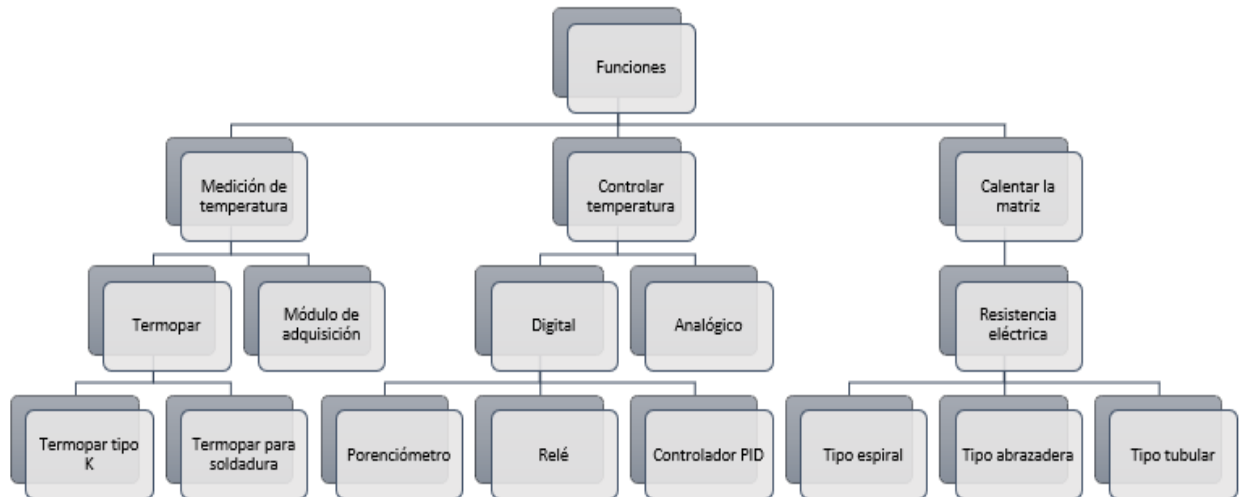 Funciones
Medición de
temperatura
Controlar
temperatura
Calentar la
matriz
Termopar
Módulo de
adquisición
Digital
Analógico
Resistencia
eléctrica
Termopar tipo
K
Termopar para
soldadura
Porenciómetro
Relé
Controlador PID
Tipo espiral
Tipo abrazadera
Tipo tubular